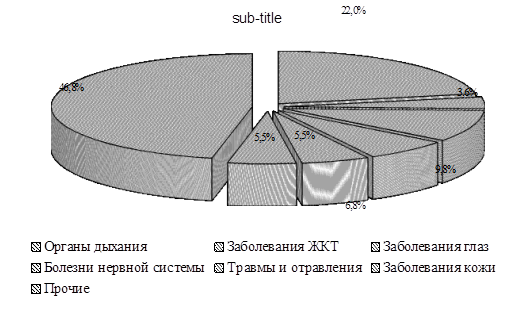 22,0%
sub-title
46,8%
3,6%
5,5%
5,5%
9,8%
6,8%
Органы дыхания Заболевания ЖКТ Заболевания глаз
Болезни нервной системы Травмы и отравления Заболевания кожи
Прочие